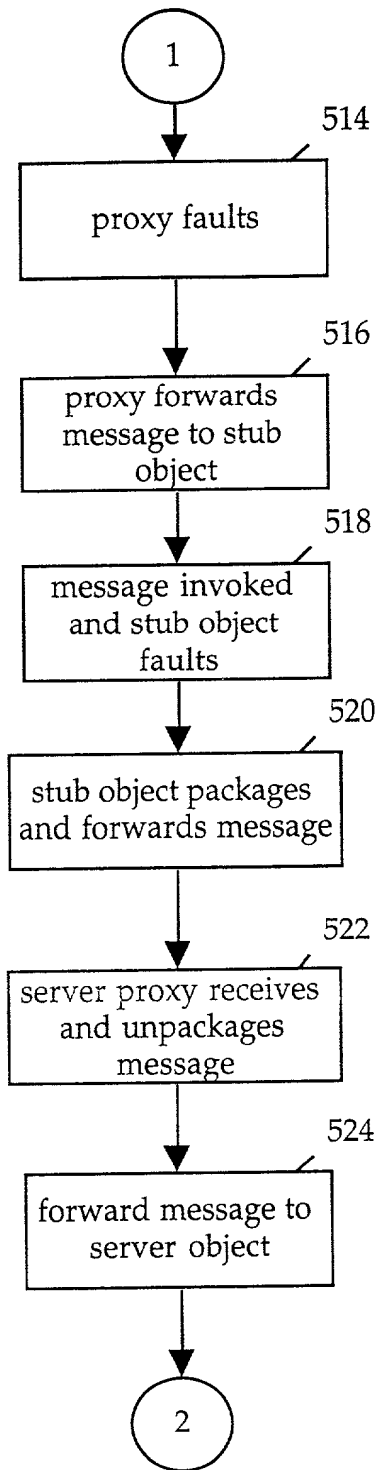 1
514
proxy faults
516
proxy forwards
message to stub
object
518
message invoked
and stub object
faults
520
stub object packages
and forwards message
522
server proxy receives
and unpackages
message
524
forward message to
server object
2